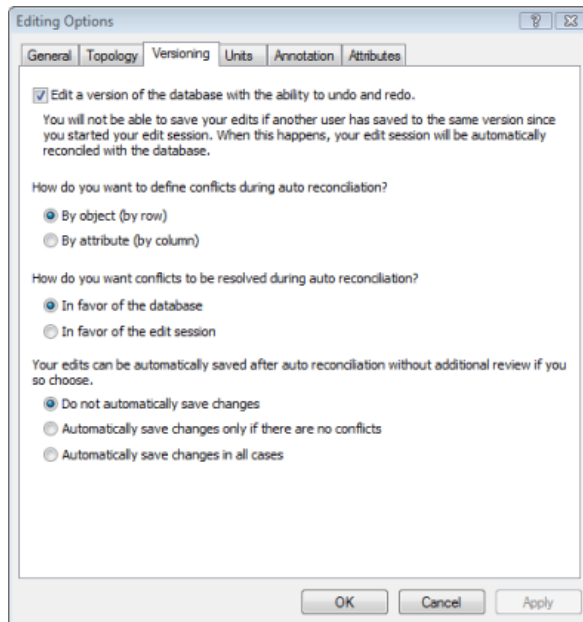 Editing Options
General Topology Versioning Units Annotation Attributes
Edit a version of the database with the ability to undo and redo.
You will not be able to save your edits if another user has saved to the same version since
you started your edit session. When this happens, your edit session will be automatically
reconciled with the database.
How do you want to define conflicts during auto reconciliation?
By object (by row)
By attribute (by column)
How do you want conflicts to be resolved during auto reconciliation?
In favor of the database
In favor of the edit session
Your edits can be automatically saved after auto reconciliation without additional review if you
so choose.
Do not automatically save changes
Automatically save changes only if there are no conflicts
Automatically save changes in all cases
OK Cancel Apply